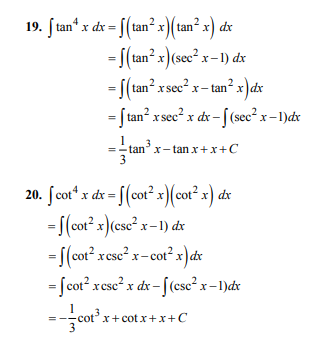 19. ∫tan⁴ x dx = ∫(tan² x)(tan² x) dx
= ∫(tan² x)(sec² x – 1) dx
= ∫(tan² x sec² x – tan² x)dx
= ∫tan² x sec² x dx – ∫(sec² x – 1)dx
= 1/3 tan³ x – tan x + x + C
20. ∫cot⁴ x dx = ∫(cot² x)(cot² x) dx
= ∫(cot² x)(csc² x – 1) dx
= ∫(cot² x csc² x – cot² x)dx
= ∫cot² x csc² x dx – ∫(csc² x – 1)dx
= –1/3 cot³ x + cot x + x + C